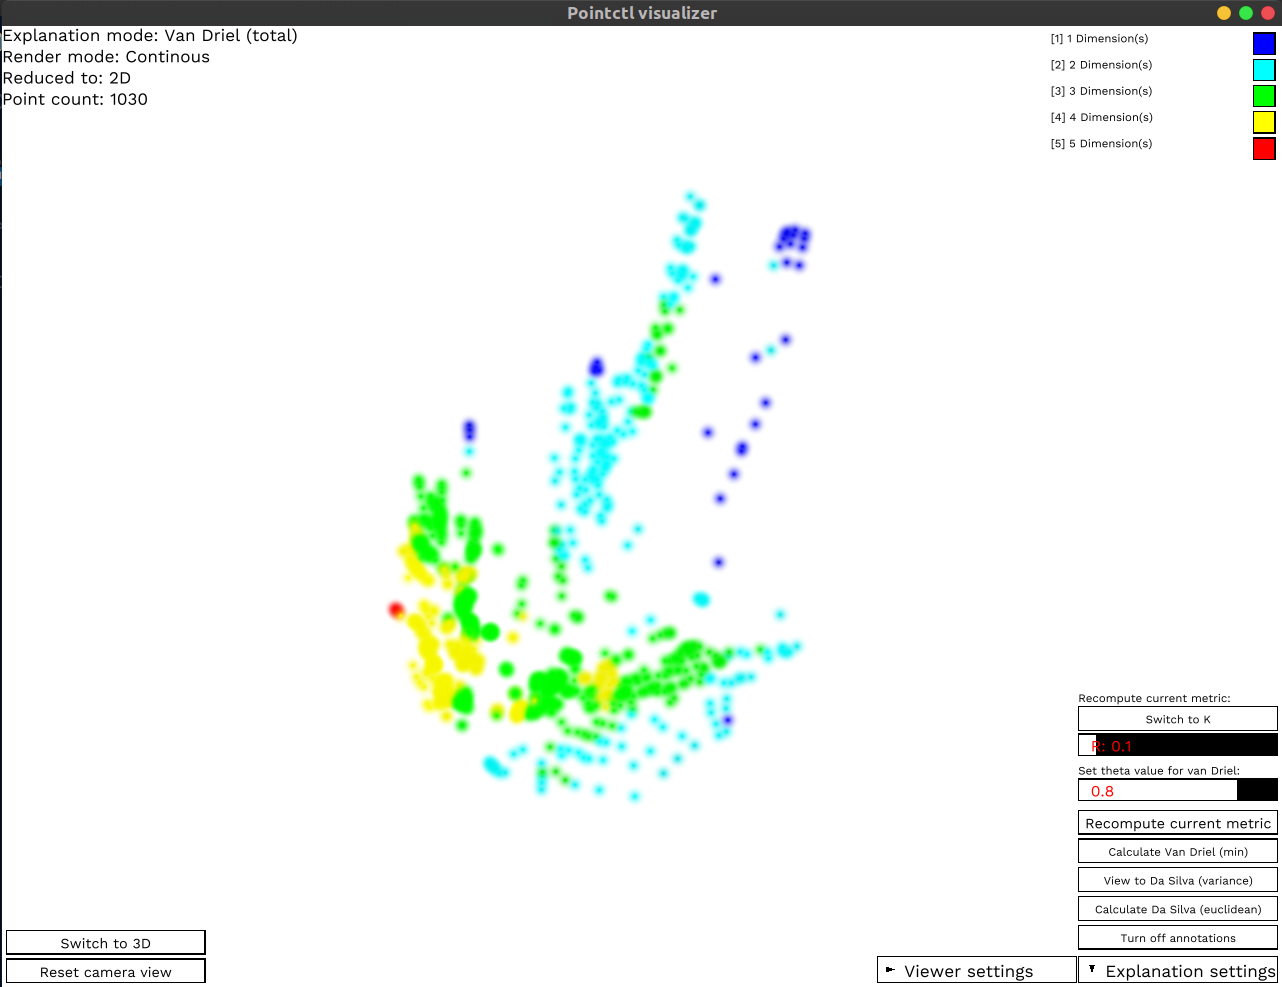 Pointctl visualizer
Explanation mode: Van Driel (total)
Render mode: Continous
Reduced to: 2D
Point count: 1030
[1] 1 Dimension(s)
[2] 2 Dimension(s)
[3] 3 Dimension(s)
[4] 4 Dimension(s)
[5] 5 Dimension(s)
Recompute current metric:
Switch to K
R: 0.1
Set theta value for van Driel:
0.8
Recompute current metric
Calculate Van Driel (min)
View to Da Silva (variance)
Calculate Da Silva (euclidean)
Turn off annotations
Switch to 3D
Reset camera view
Viewer settings
Explanation settings